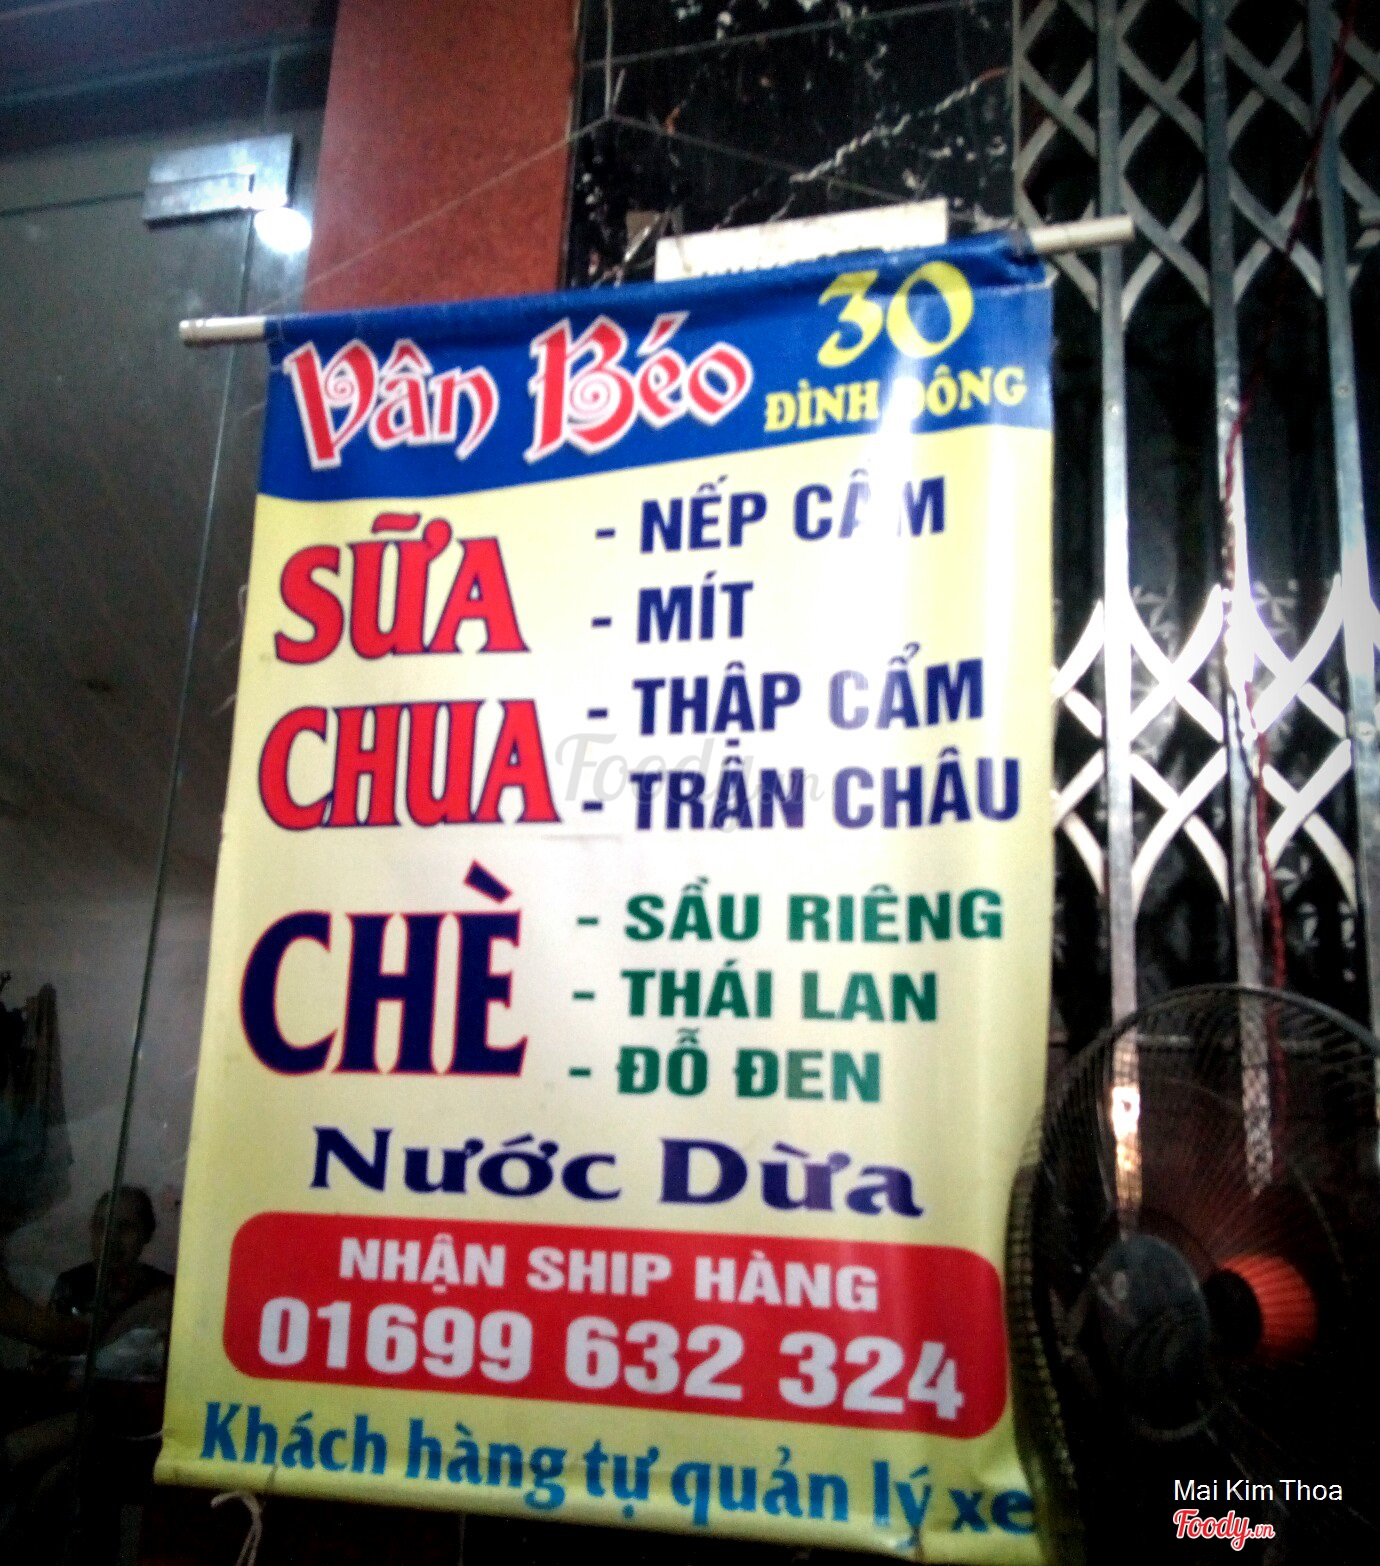 Vân Béo 30
ĐÌNH ĐÔNG
SỮA CHUA
- NẾP CẨM
- MÍT
- THẬP CẨM
- TRÂN CHÂU
CHÈ
- SẦU RIÊNG
- THÁI LAN
- ĐỖ ĐEN
Nước Dừa
NHẬN SHIP HÀNG
01699 632 324
Khách hàng tự quản lý xe
Foody.vn
Mai Kim Thoa
Foody.vn